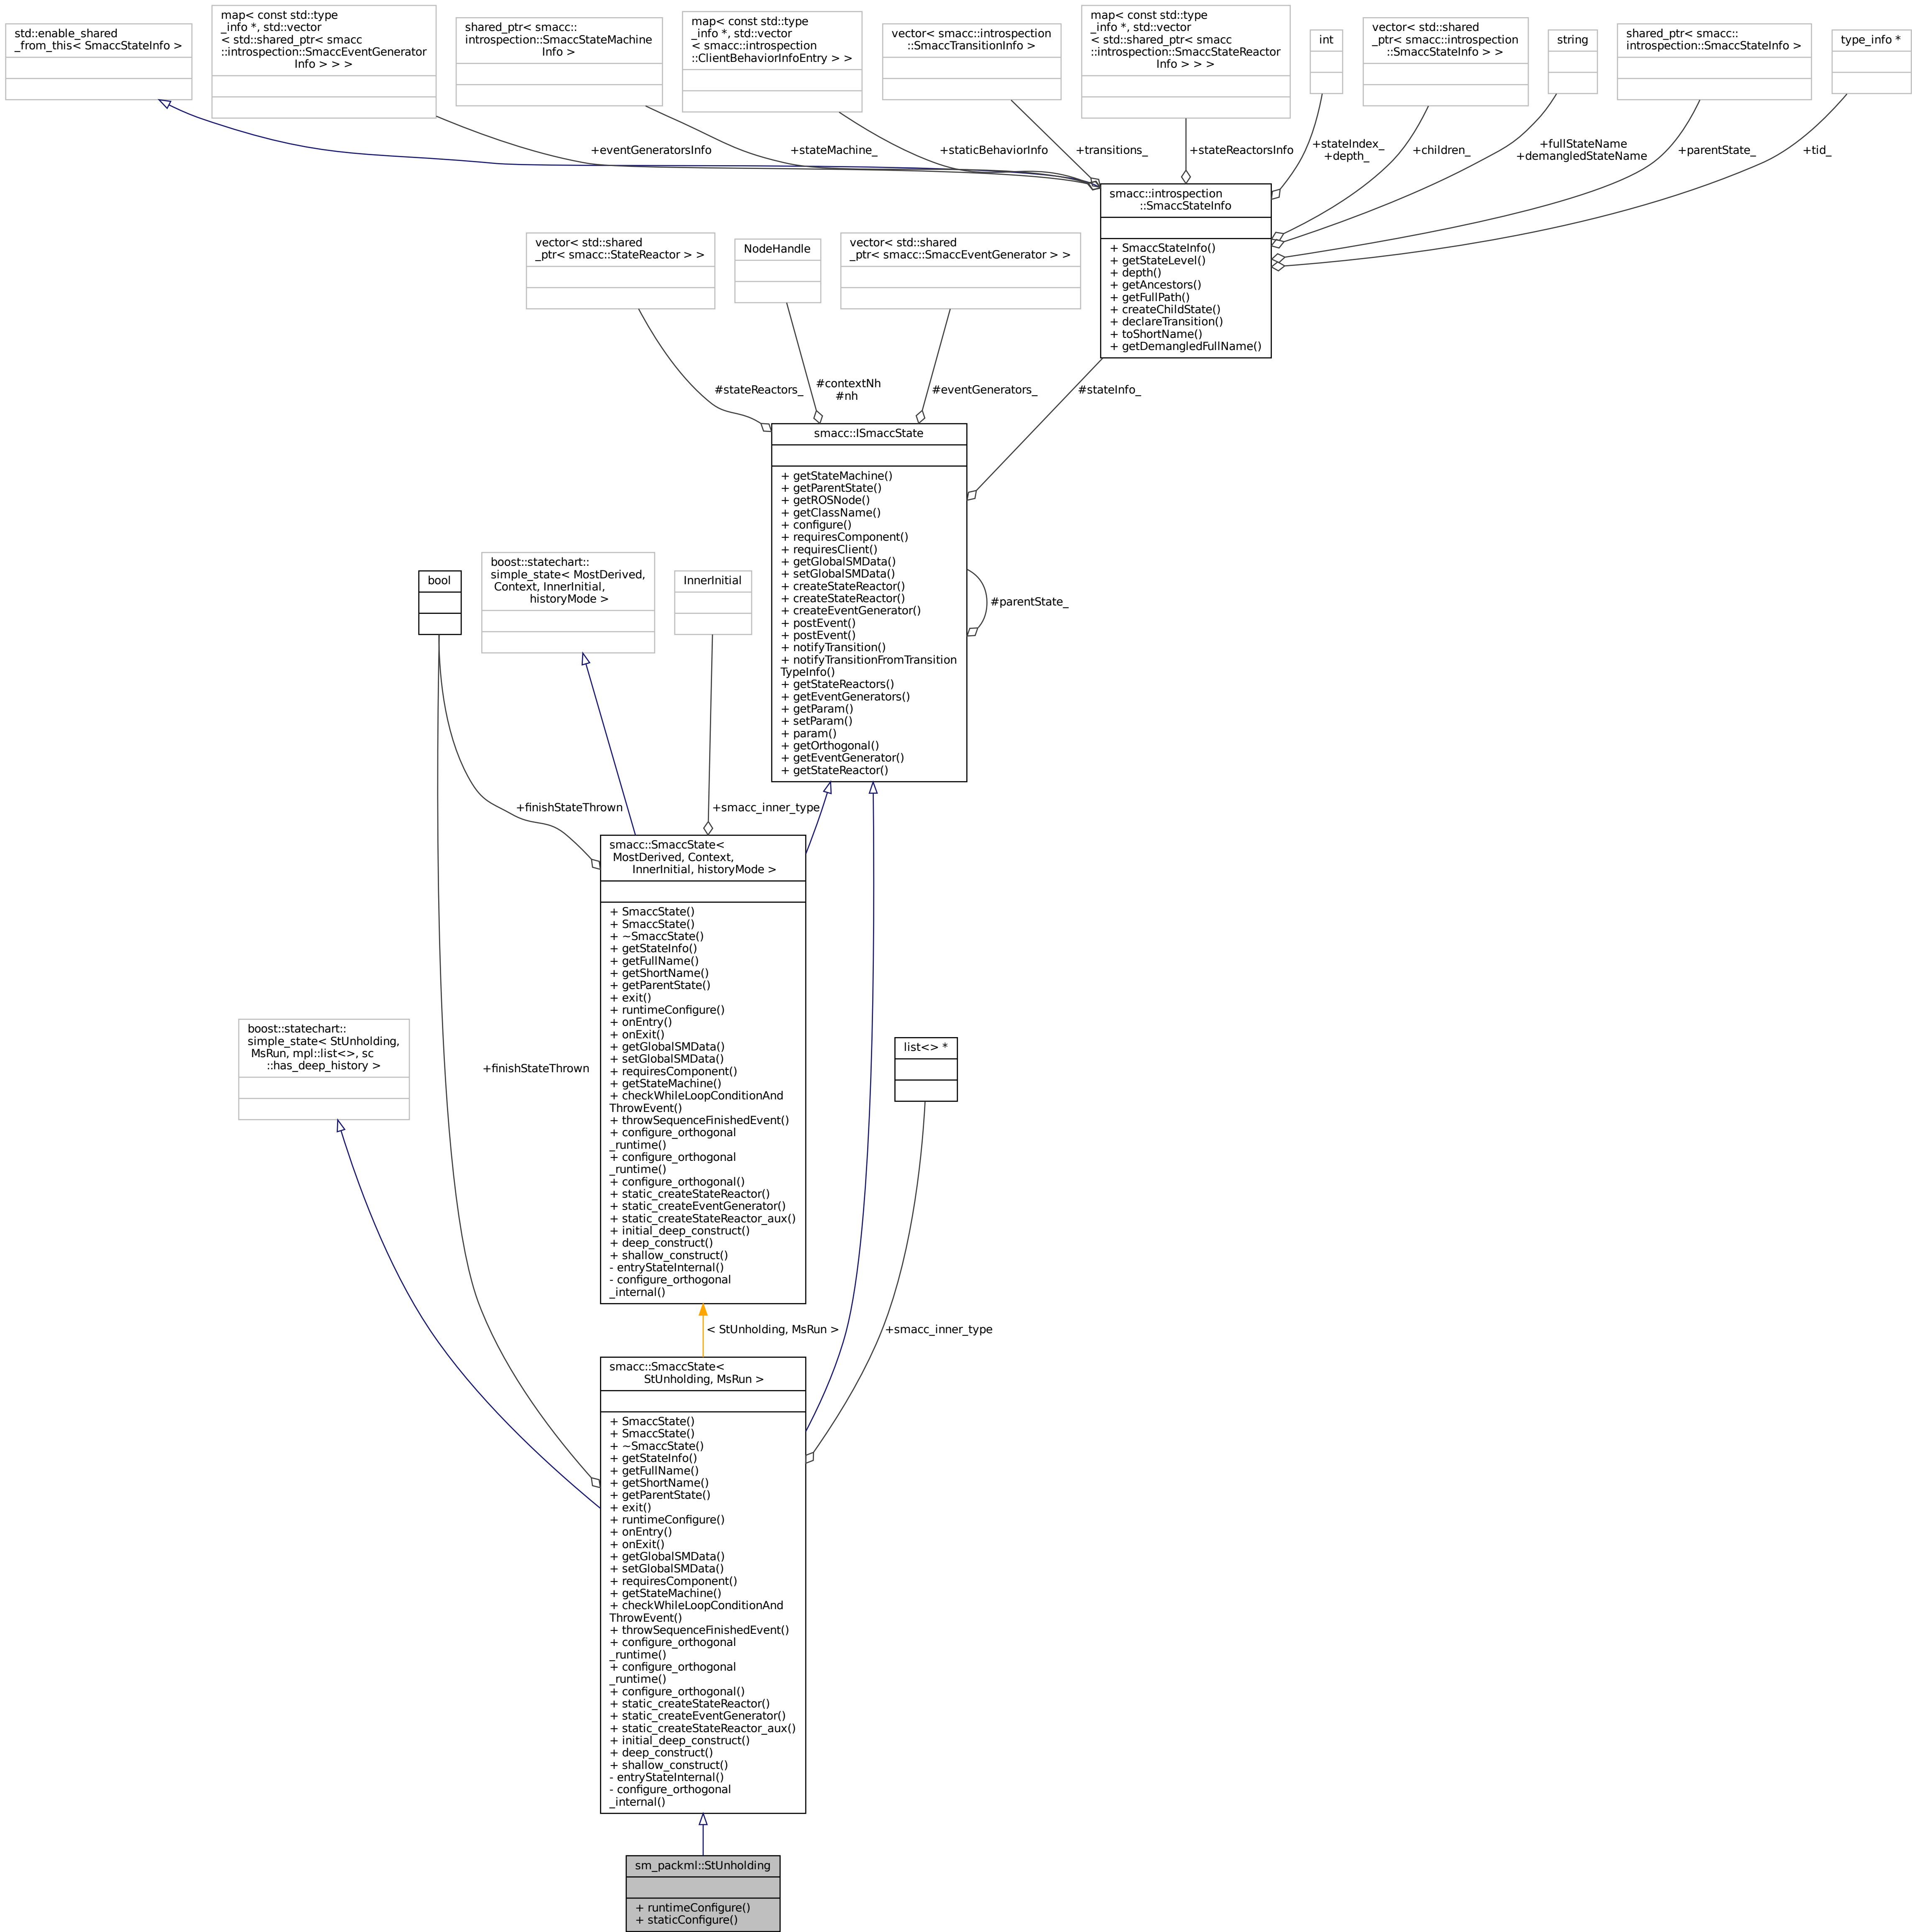 std::enable_shared
_from_this< SmaccStateInfo >
map< const std::type
_info *, std::vector
< std::shared_ptr< smacc
::introspection::SmaccEventGenerator
Info > > >
shared_ptr< smacc::
introspection::SmaccStateMachine
Info >
map< const std::type
_info *, std::vector
< smacc::introspection
::ClientBehaviorInfoEntry > >
vector< smacc::introspection
::SmaccTransitionInfo >
map< const std::type
_info *, std::vector
< std::shared_ptr< smacc
::introspection::SmaccStateReactor
Info > > >
int
vector< std::shared
_ptr< smacc::introspection
::SmaccStateInfo > >
string
shared_ptr< smacc::
introspection::SmaccStateInfo >
type_info *
+eventGeneratorsInfo
+stateMachine_
+staticBehaviorInfo
+transitions_
+stateReactorsInfo
+stateIndex_
+depth_
+children_
+fullStateName
+demangledStateName
+parentState_
+tid_
smacc::introspection
::SmaccStateInfo
+ SmaccStateInfo()
+ getStateLevel()
+ depth()
+ getAncestors()
+ getFullPath()
+ createChildState()
+ declareTransition()
+ toShortName()
+ getDemangledFullName()
vector< std::shared
_ptr< smacc::StateReactor > >
NodeHandle
vector< std::shared
_ptr< smacc::SmaccEventGenerator > >
#stateReactors_
#contextNh
#nh
#eventGenerators_
#stateInfo_
smacc::ISmaccState
+ getStateMachine()
+ getParentState()
+ getROSNode()
+ getClassName()
+ configure()
+ requiresComponent()
+ requiresClient()
+ getGlobalSMData()
+ setGlobalSMData()
+ createStateReactor()
+ createStateReactor()
+ createEventGenerator()
+ postEvent()
+ postEvent()
+ notifyTransition()
+ notifyTransitionFromTransition
TypeInfo()
+ getStateReactors()
+ getEventGenerators()
+ getParam()
+ setParam()
+ param()
+ getOrthogonal()
+ getEventGenerator()
+ getStateReactor()
#parentState_
bool
boost::statechart::
simple_state< MostDerived,
Context, InnerInitial,
historyMode >
InnerInitial
+finishStateThrown
+smacc_inner_type
smacc::SmaccState<
MostDerived, Context,
InnerInitial, historyMode >
+ SmaccState()
+ SmaccState()
+ ~SmaccState()
+ getStateInfo()
+ getFullName()
+ getShortName()
+ getParentState()
+ exit()
+ runtimeConfigure()
+ onEntry()
+ onExit()
+ getGlobalSMData()
+ setGlobalSMData()
+ requiresComponent()
+ getStateMachine()
+ checkWhileLoopConditionAnd
ThrowEvent()
+ throwSequenceFinishedEvent()
+ configure_orthogonal
_runtime()
+ configure_orthogonal
_runtime()
+ configure_orthogonal()
+ static_createStateReactor()
+ static_createEventGenerator()
+ static_createStateReactor_aux()
+ initial_deep_construct()
+ deep_construct()
+ shallow_construct()
- entryStateInternal()
- configure_orthogonal
_internal()
boost::statechart::
simple_state< StUnholding,
MsRun, mpl::list<>, sc
::has_deep_history >
+finishStateThrown
list<> *
< StUnholding, MsRun >
+smacc_inner_type
smacc::SmaccState<
StUnholding, MsRun >
+ SmaccState()
+ SmaccState()
+ ~SmaccState()
+ getStateInfo()
+ getFullName()
+ getShortName()
+ getParentState()
+ exit()
+ runtimeConfigure()
+ onEntry()
+ onExit()
+ getGlobalSMData()
+ setGlobalSMData()
+ requiresComponent()
+ getStateMachine()
+ checkWhileLoopConditionAnd
ThrowEvent()
+ throwSequenceFinishedEvent()
+ configure_orthogonal
_runtime()
+ configure_orthogonal
_runtime()
+ configure_orthogonal()
+ static_createStateReactor()
+ static_createEventGenerator()
+ static_createStateReactor_aux()
+ initial_deep_construct()
+ deep_construct()
+ shallow_construct()
- entryStateInternal()
- configure_orthogonal
_internal()
sm_packml::StUnholding
+ runtimeConfigure()
+ staticConfigure()